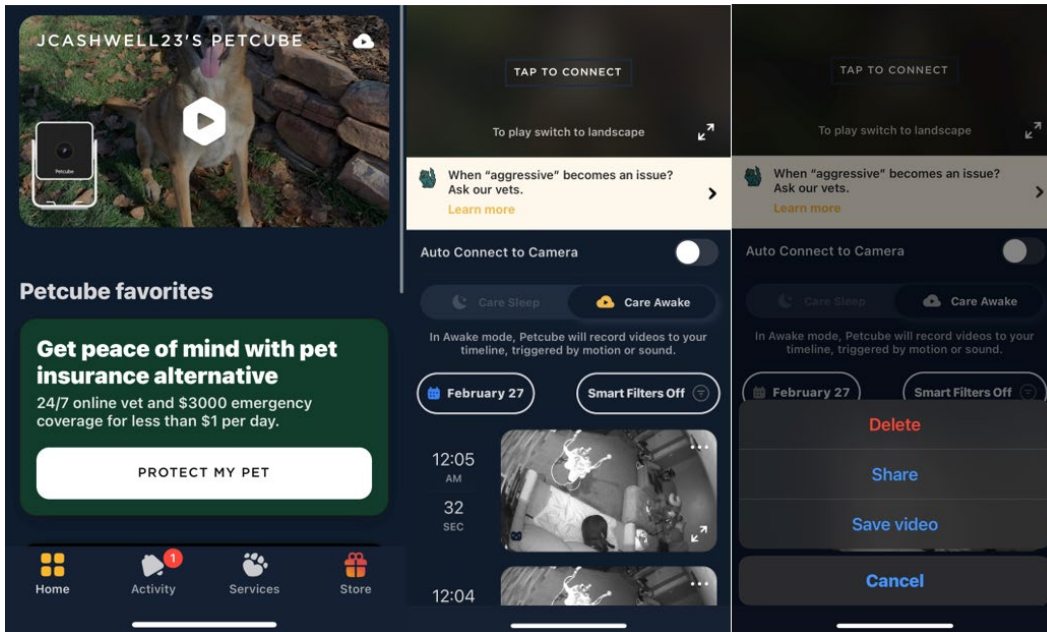 JCASHWELL23'S PETCUBE
Petcube
Petcube favorites
Get peace of mind with pet
insurance alternative
24/7 online vet and $3000 emergency
coverage for less than $1 per day.
PROTECT MY PET
1
Home
Activity
Services
Store
TAP TO CONNECT
To play switch to landscape
When “aggressive” becomes an issue?
Ask our vets.
Learn more
Auto Connect to Camera
Care Sleep
Care Awake
In Awake mode, Petcube will record videos to your
timeline, triggered by motion or sound.
February 27
Smart Filters Off
12:05
AM
32
SEC
12:04
TAP TO CONNECT
To play switch to landscape
When “aggressive” becomes an issue?
Ask our vets.
Learn more
Auto Connect to Camera
Care Sleep
Care Awake
In Awake mode, Petcube will record videos to your
timeline, triggered by motion or sound.
February 27
Smart Filters Off
Delete
Share
Save video
Cancel